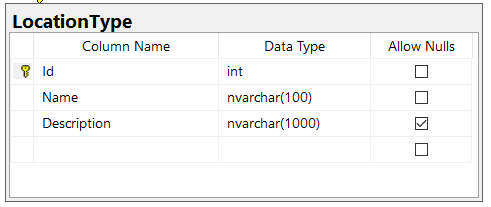 LocationType
Column Name Data Type Allow Nulls
Id int
Name nvarchar(100)
Description nvarchar(1000)